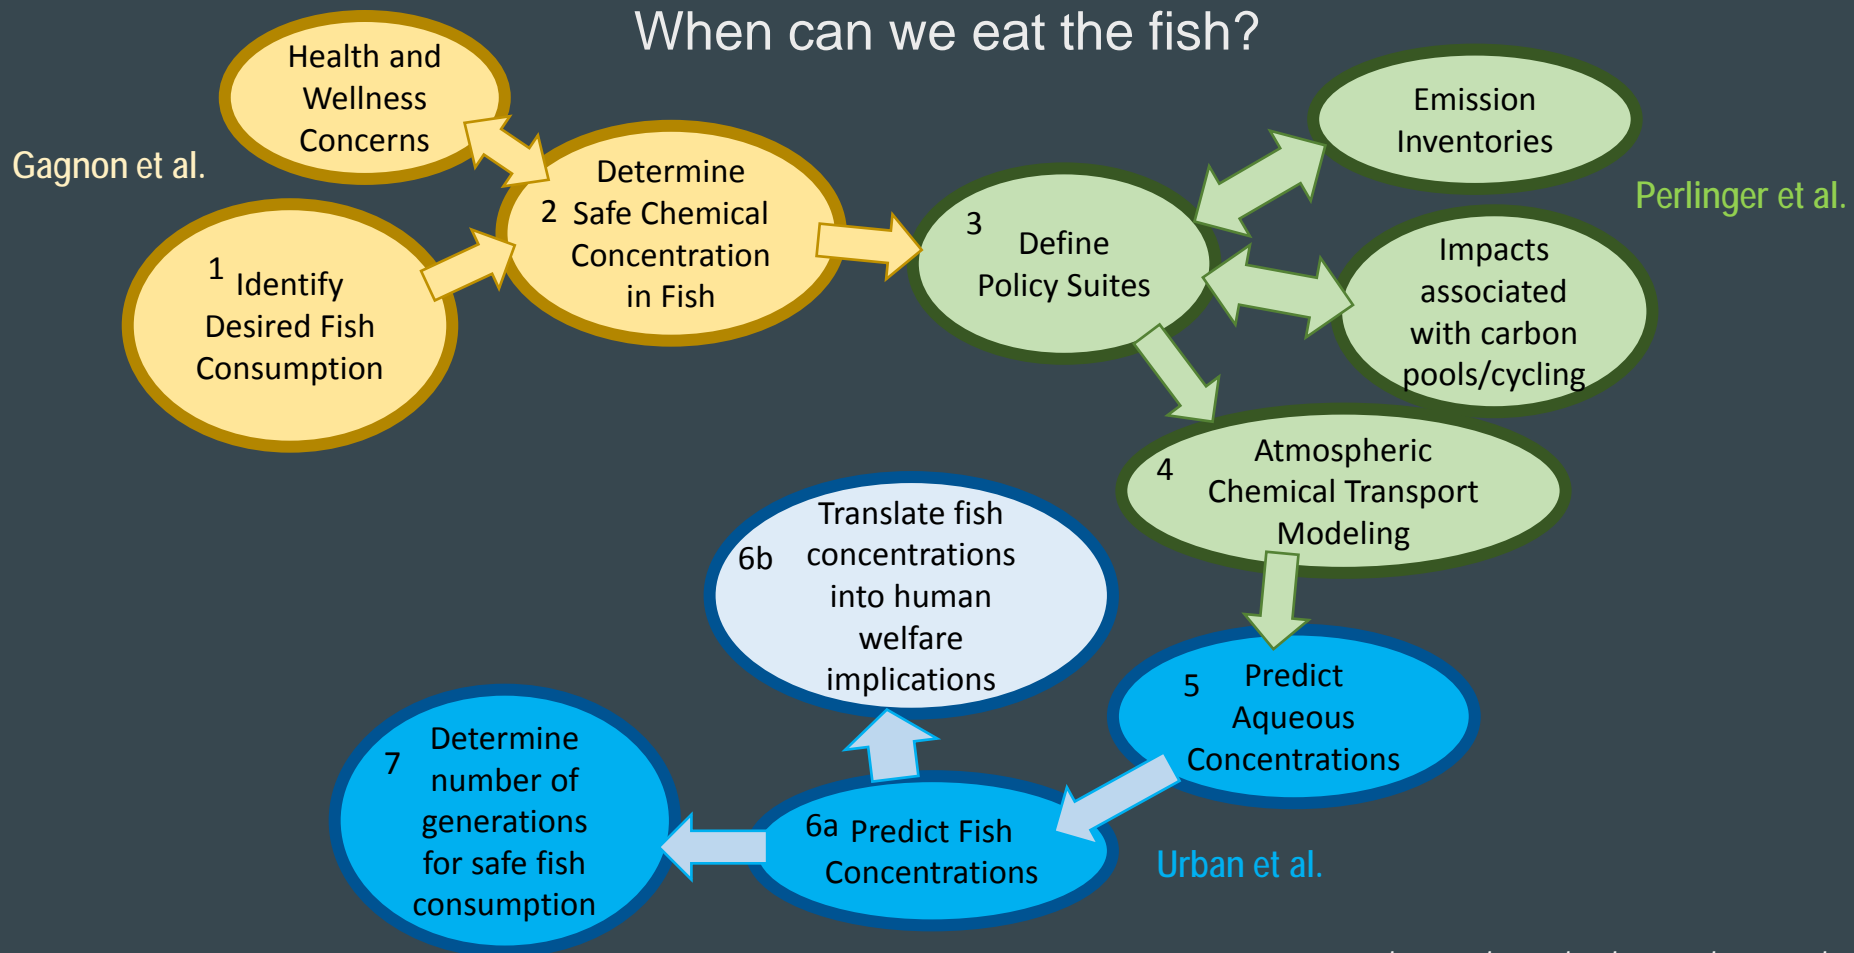 When can we eat the fish?
Health and
Wellness
Concerns
Gagnon et al.
1
Identify
Desired Fish
Consumption
2
Determine
Safe Chemical
Concentration
in Fish
3
Define
Policy Suites
Emission
Inventories
Perlinger et al.
Impacts
associated
with carbon
pools/cycling
4
Atmospheric
Chemical Transport
Modeling
5
Predict
Aqueous
Concentrations
6a
Predict Fish
Concentrations
Urban et al.
6b
Translate fish
concentrations
into human
welfare
implications
7
Determine
number of
generations
for safe fish
consumption